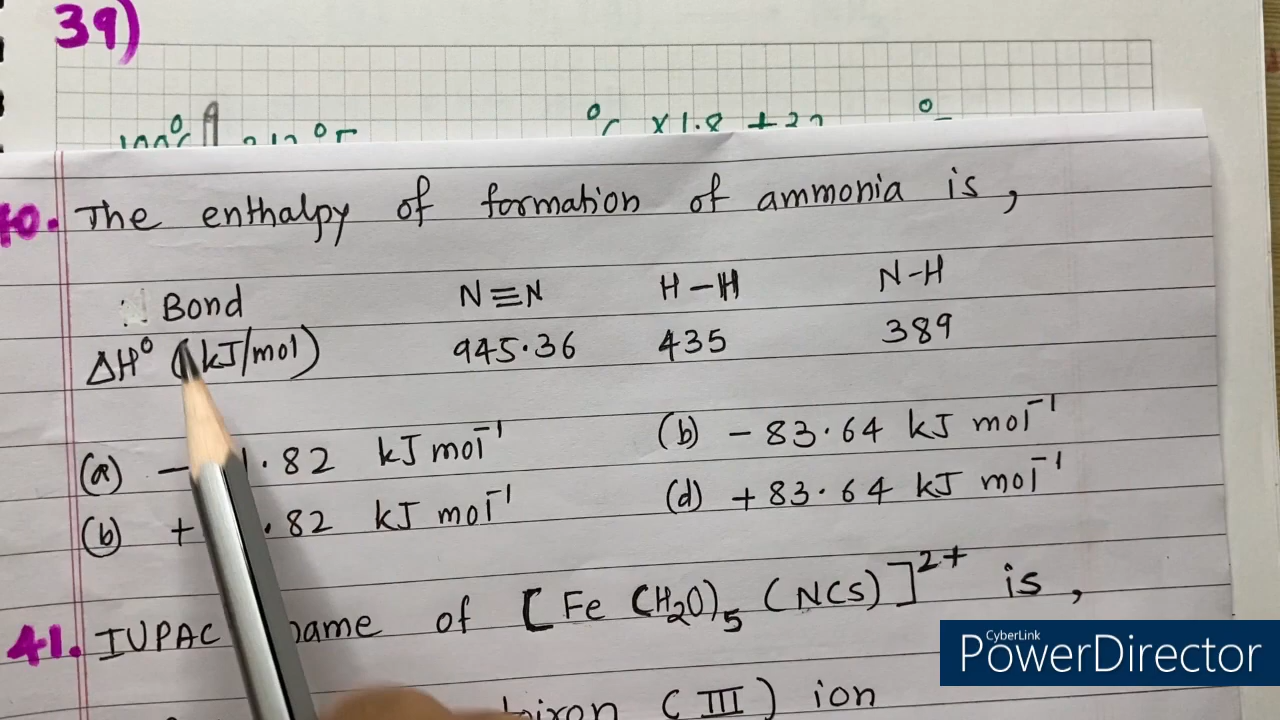 39)
40. The enthalpy of formation of ammonia is,
Bond N≡N H-H N-H
ΔH° (kJ/mol) 945.36 435 389
(a) - 1.82 kJ mol⁻¹ (b) - 83.64 kJ mol⁻¹
(b) + .82 kJ mol⁻¹ (d) +83.64 kJ mol⁻¹
41. IUPAC name of [Fe (H₂O)₅ (NCS)]²⁺ is,
(III) ion
CyberLink
PowerDirector